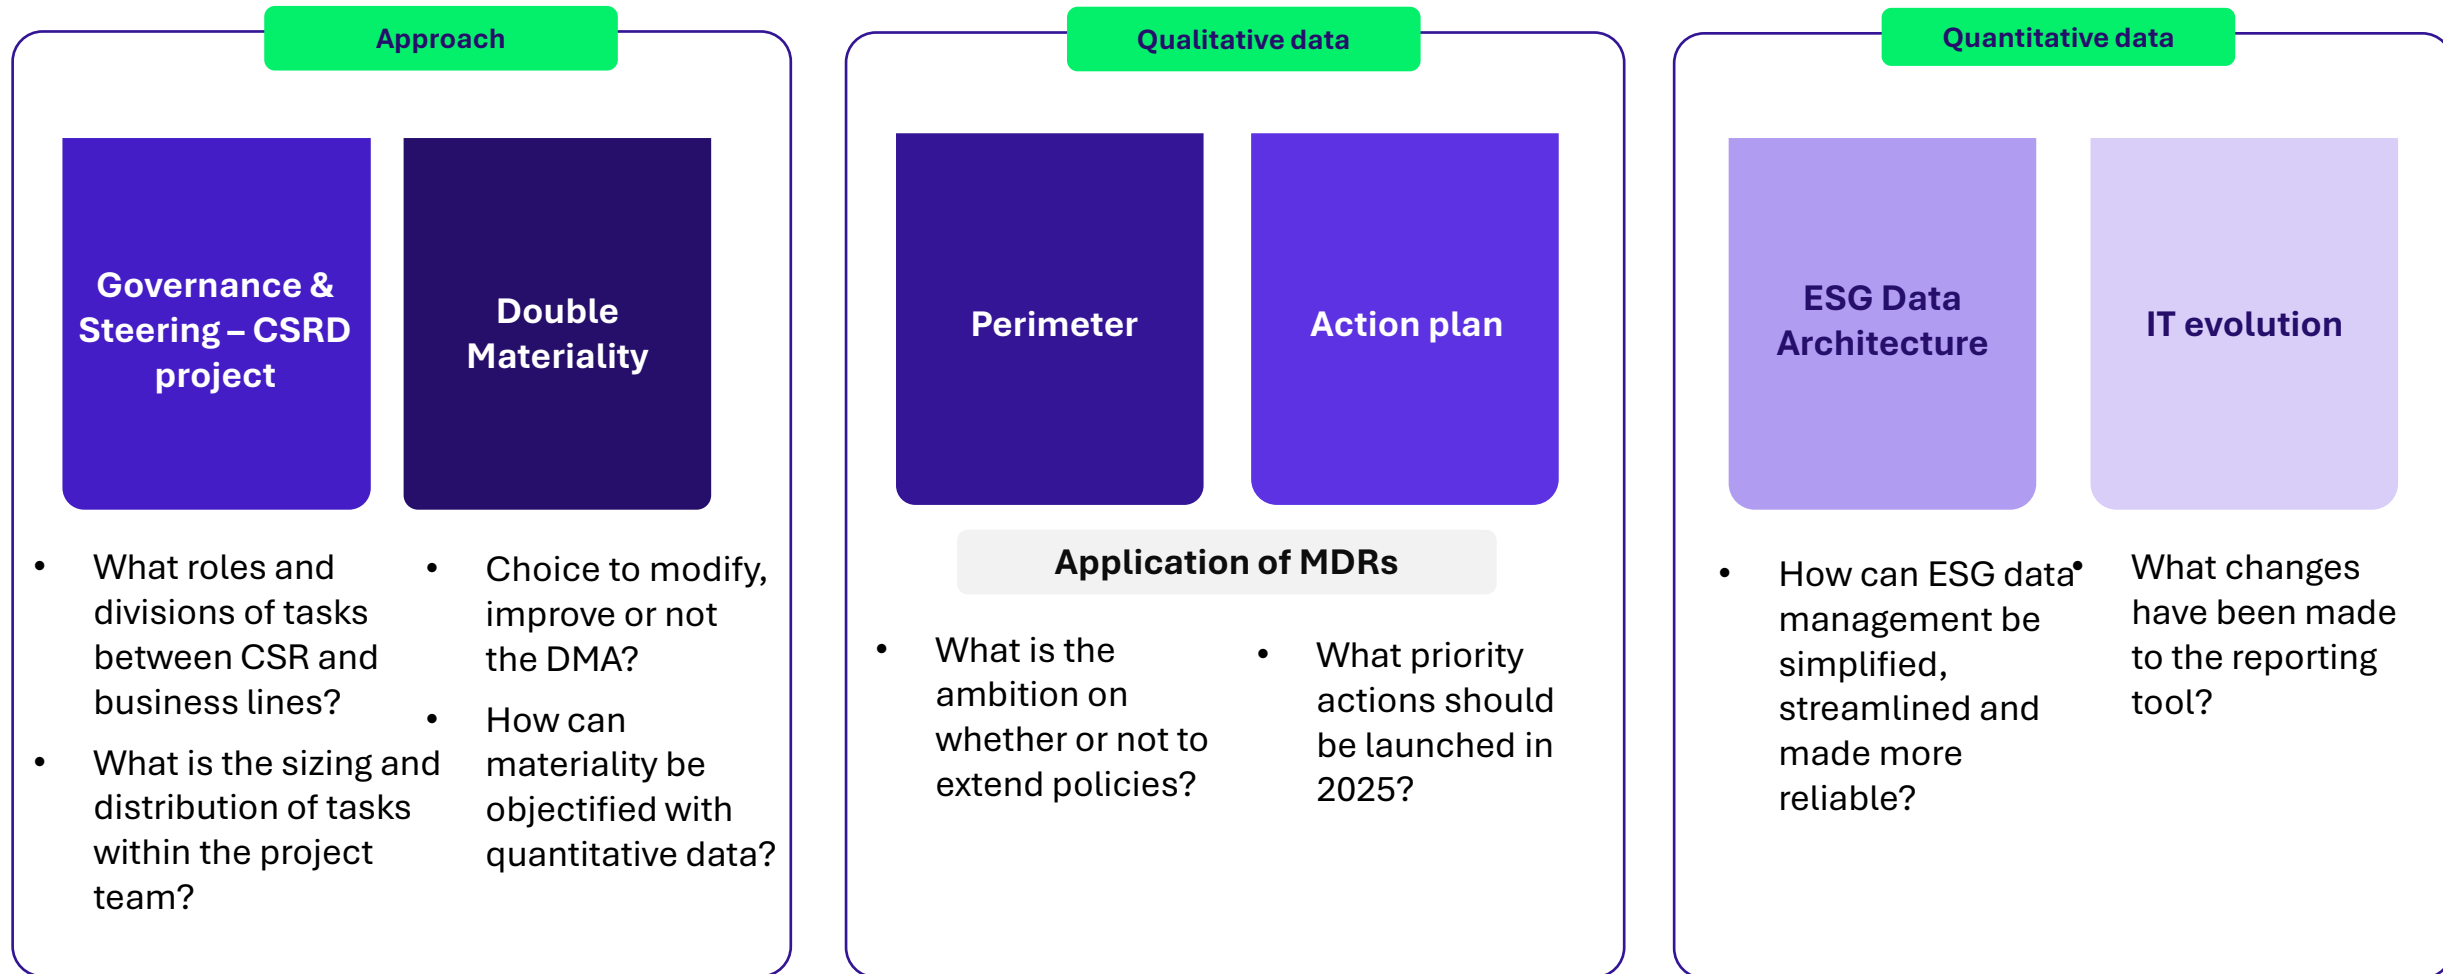 Approach
Governance &
Steering – CSRD
project
Double
Materiality
• What roles and
divisions of tasks
between CSR and
business lines?
• What is the sizing and
distribution of tasks
within the project
team?
• Choice to modify,
improve or not
the DMA?
• How can
materiality be
objectified with
quantitative data?
Qualitative data
Perimeter
Action plan
Application of MDRs
• What is the
ambition on
whether or not to
extend policies?
• What priority
actions should
be launched in
2025?
Quantitative data
ESG Data
Architecture
IT evolution
• How can ESG data
management be
simplified,
streamlined and
made more
reliable?
• What changes
have been made
to the reporting
tool?